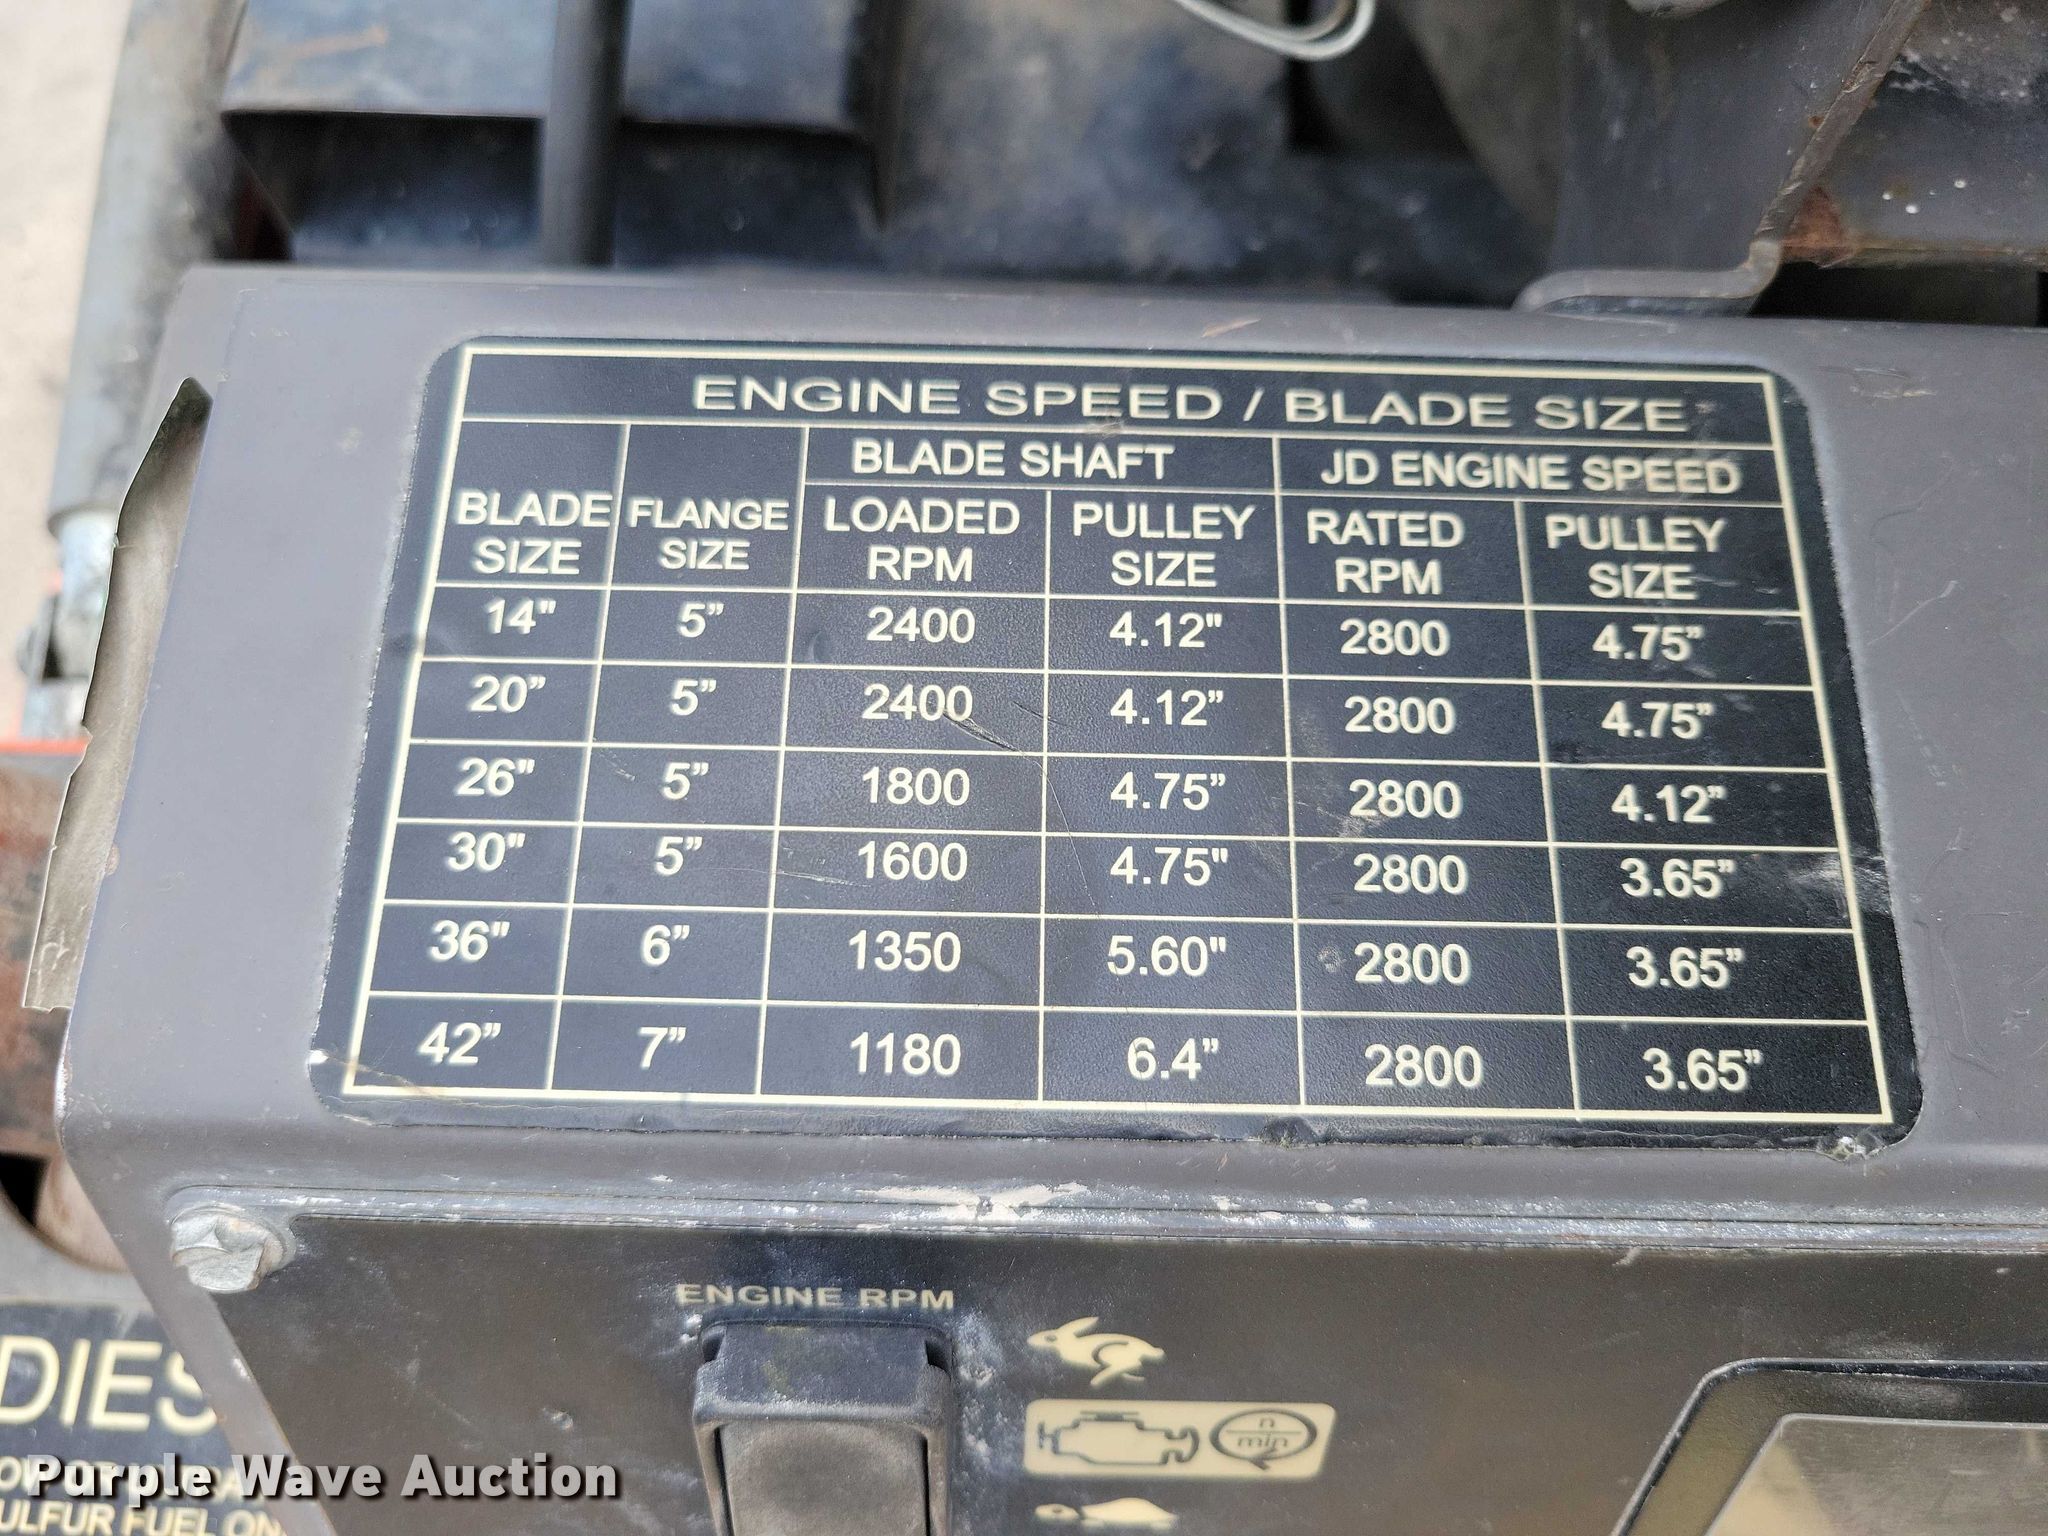 ENGINE SPEED / BLADE SIZE
BLADE SHAFT JD ENGINE SPEED
BLADE SIZE FLANGE SIZE LOADED RPM PULLEY SIZE RATED RPM PULLEY SIZE
14" 5” 2400 4.12" 2800 4.75”
20” 5” 2400 4.12” 2800 4.75”
26" 5” 1800 4.75” 2800 4.12”
30" 5” 1600 4.75" 2800 3.65”
36" 6” 1350 5.60" 2800 3.65”
42” 7” 1180 6.4” 2800 3.65”
ENGINE RPM
n
min
DIES
Purple Wave Auction
ULFUR FUEL ON